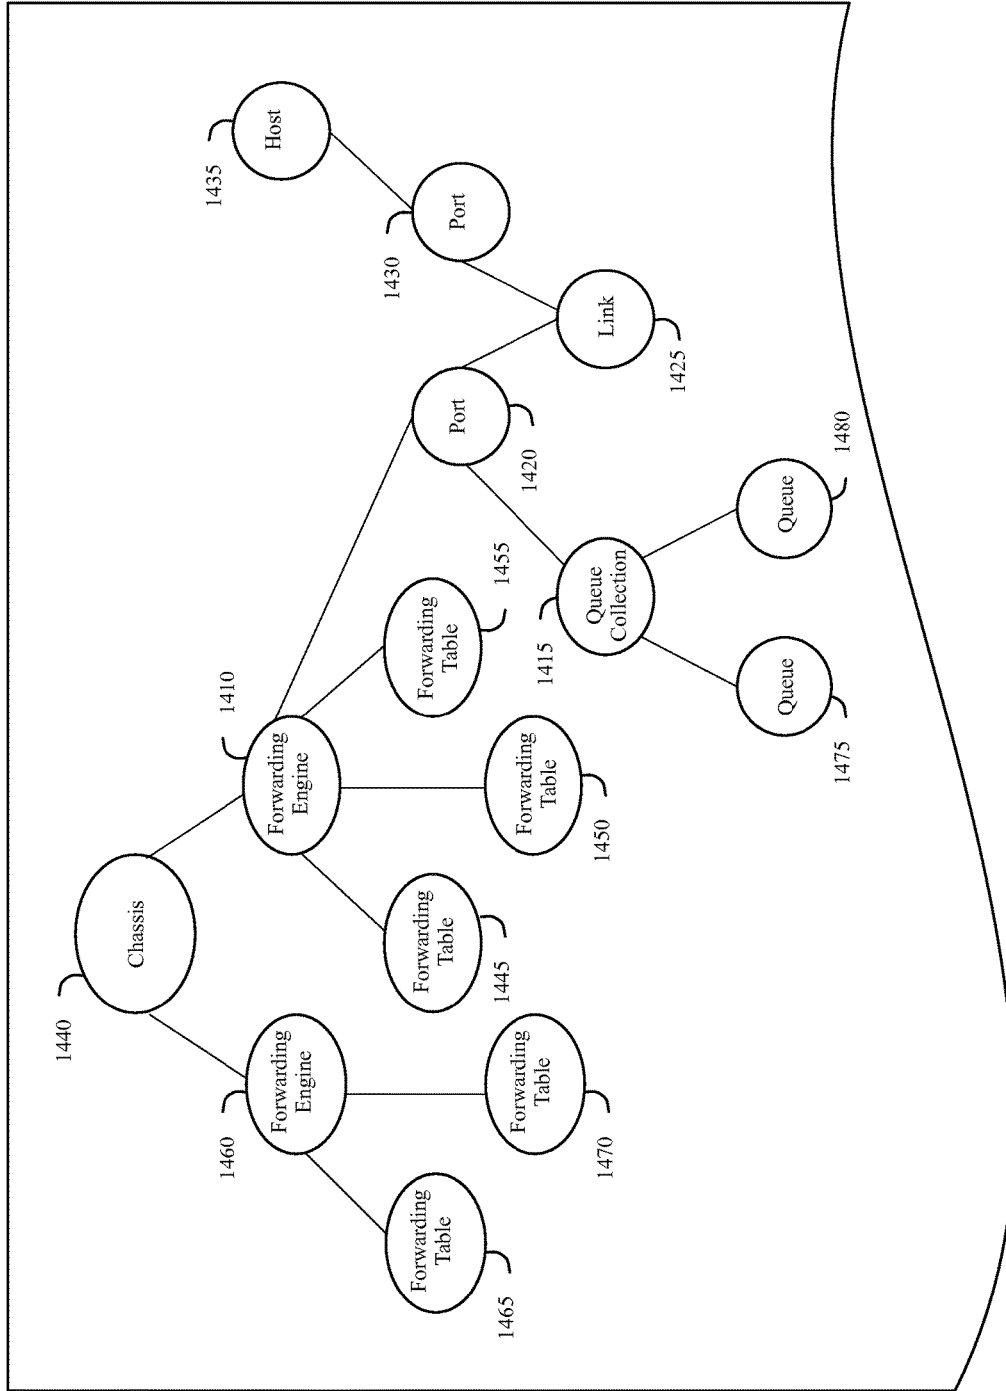 1440
Chassis
1460
Forwarding
Engine
1410
Forwarding
Engine
1435
Host
1465
Forwarding
Table
1470
Forwarding
Table
1445
Forwarding
Table
1450
Forwarding
Table
1455
Forwarding
Table
1420
Port
1430
Port
1415
Queue
Collection
1425
Link
1475
Queue
1480
Queue